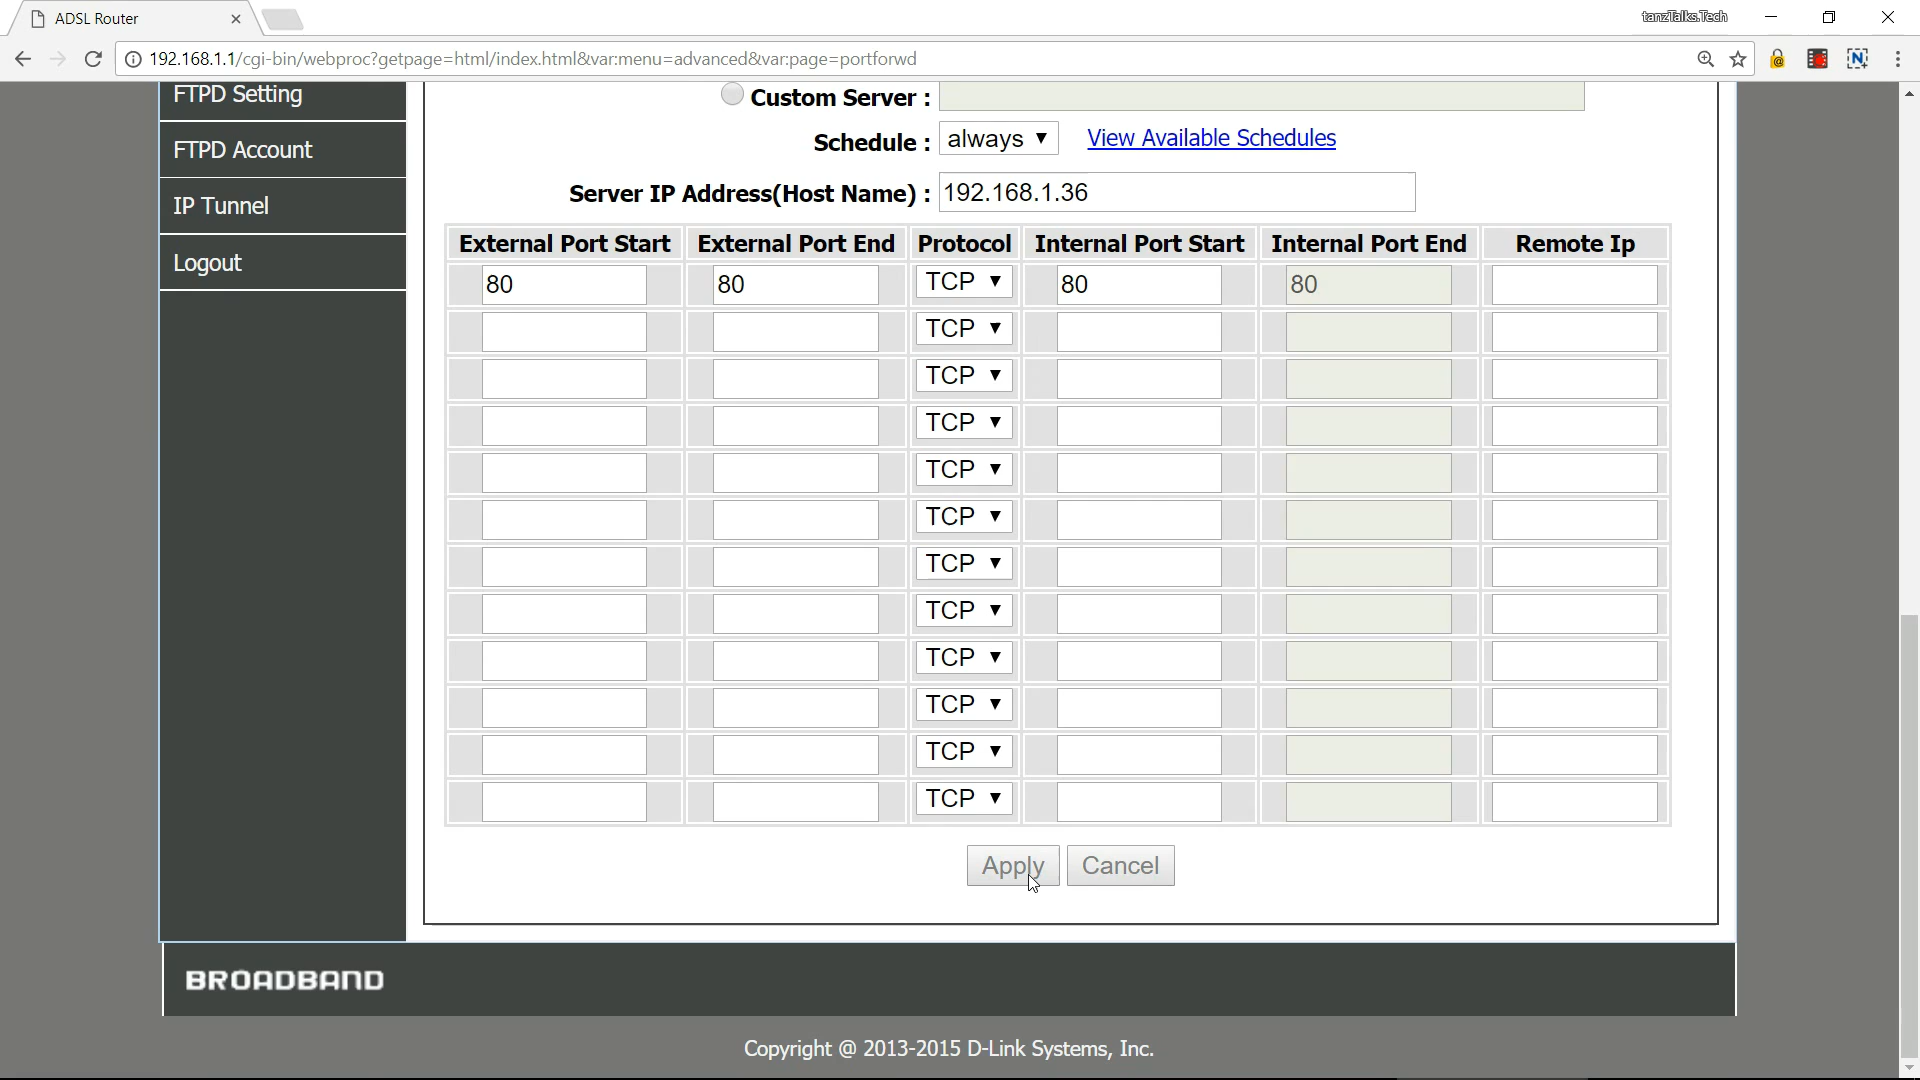 ADSL Router
tanzTalks.Tech
192.168.1.1/cgi-bin/webproc?getpage=html/index.html&var:menu=advanced&var:page=portforwd
FTPD Setting
FTPD Account
IP Tunnel
Logout
Custom Server :
Schedule : always View Available Schedules
Server IP Address(Host Name) : 192.168.1.36
External Port Start External Port End Protocol Internal Port Start Internal Port End Remote Ip
80 80 TCP 80 80
TCP
TCP
TCP
TCP
TCP
TCP
TCP
TCP
TCP
TCP
TCP
Apply Cancel
BROADBAND
Copyright @ 2013-2015 D-Link Systems, Inc.